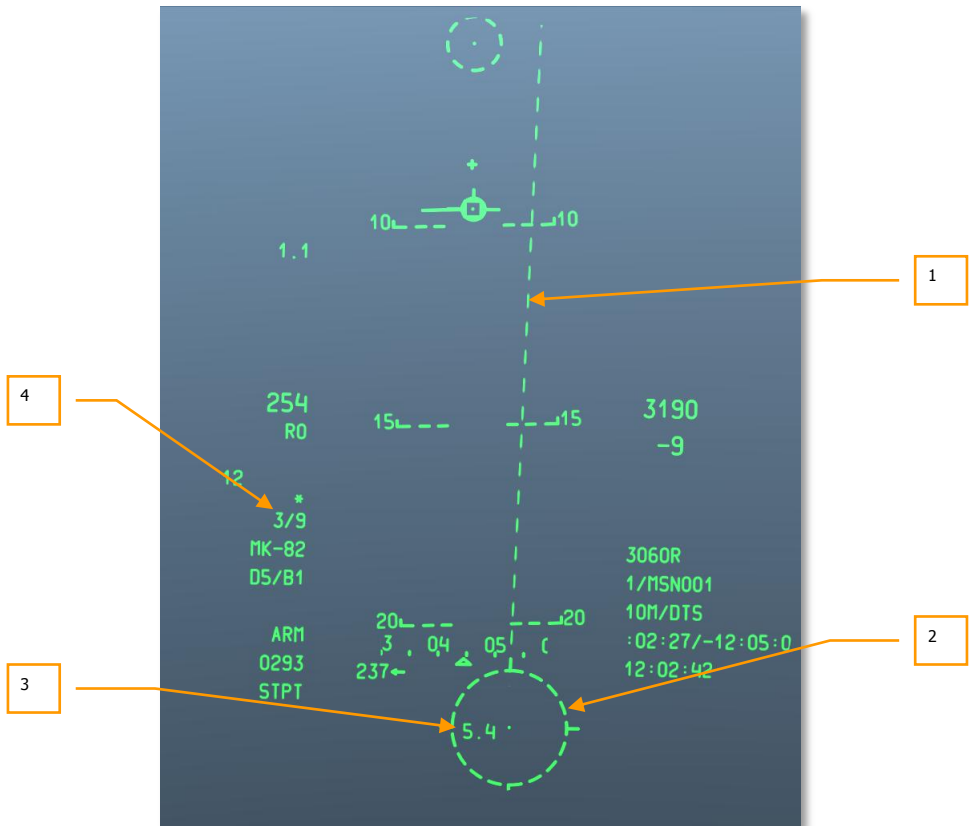 10 10
1.1
1
4
254
R0
15 15
3190
-9
12
*
3/9
MK-82
D5/B1
3060R
1/MSN001
10M/DTS
:02:27/-12:05:0
12:02:42
20 20
3 . 04 . 05 . 0
ARM
0293
STPT
237←
2
3
5.4